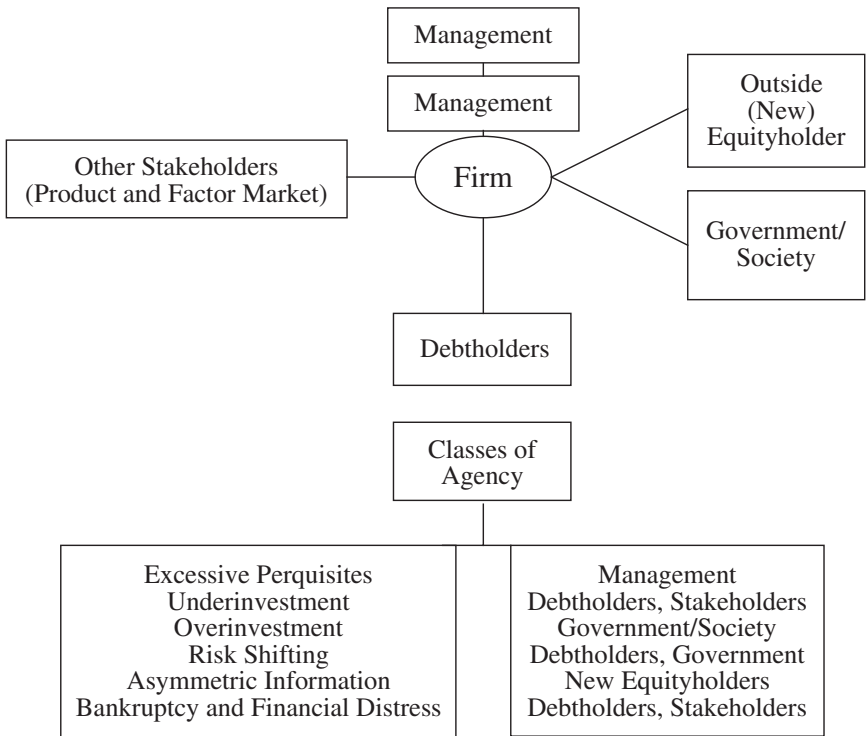 Management
Management
Outside
(New)
Equityholder
Other Stakeholders
(Product and Factor Market)
Firm
Government/
Society
Debtholders
Classes of
Agency
Excessive Perquisites
Underinvestment
Overinvestment
Risk Shifting
Asymmetric Information
Bankruptcy and Financial Distress
Management
Debtholders, Stakeholders
Government/Society
Debtholders, Government
New Equityholders
Debtholders, Stakeholders